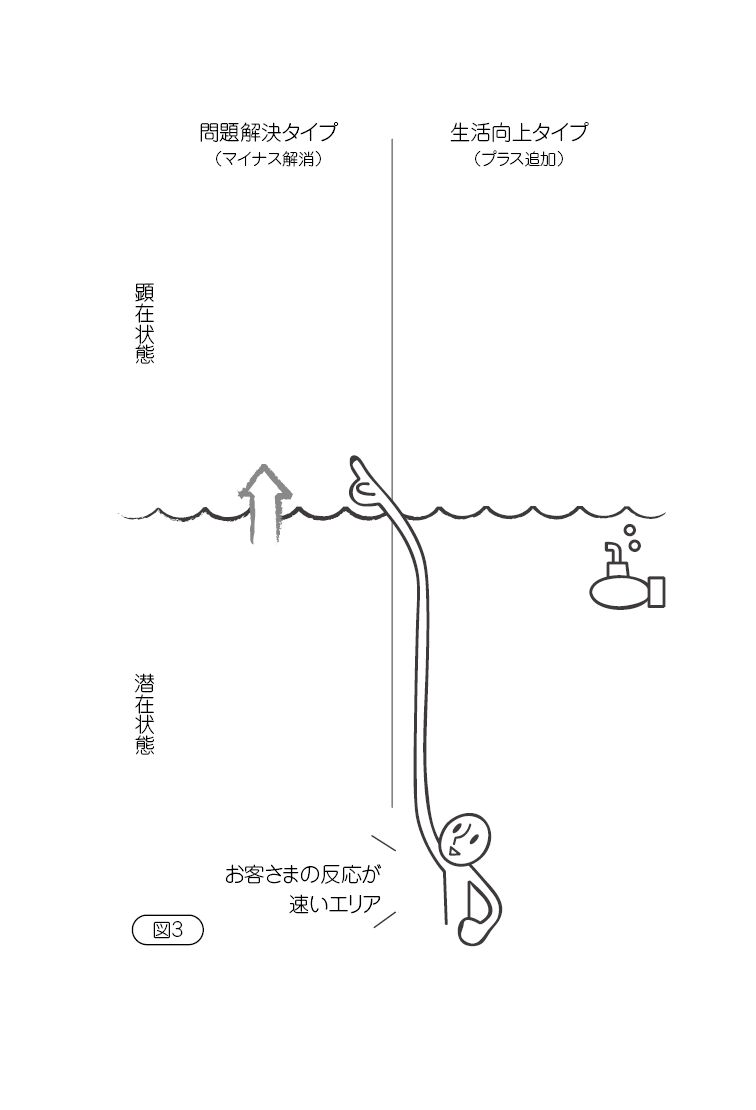 問題解決タイプ
（マイナス解消）
生活向上タイプ
（プラス追加）
顕在状態
潜在状態
お客さまの反応が
速いエリア
図3